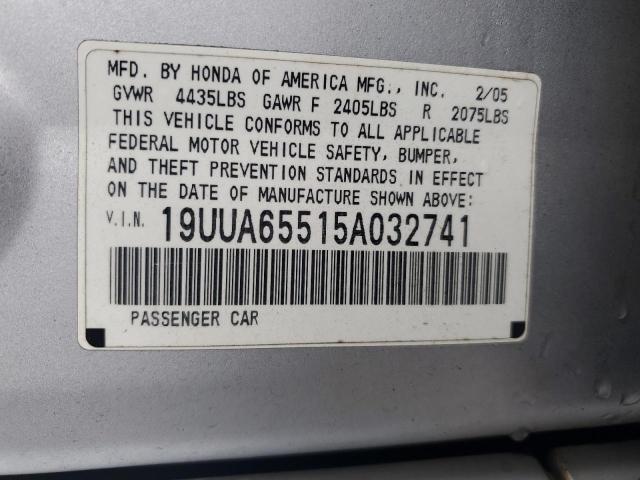 MFD. BY HONDA OF AMERICA MFG., INC. 2/05
GVWR 4435LBS GAWR F 2405LBS R 2075LBS
THIS VEHICLE CONFORMS TO ALL APPLICABLE
FEDERAL MOTOR VEHICLE SAFETY, BUMPER,
AND THEFT PREVENTION STANDARDS IN EFFECT
ON THE DATE OF MANUFACTURE SHOWN ABOVE:
V.I.N. 19UUA65515A032741
PASSENGER CAR